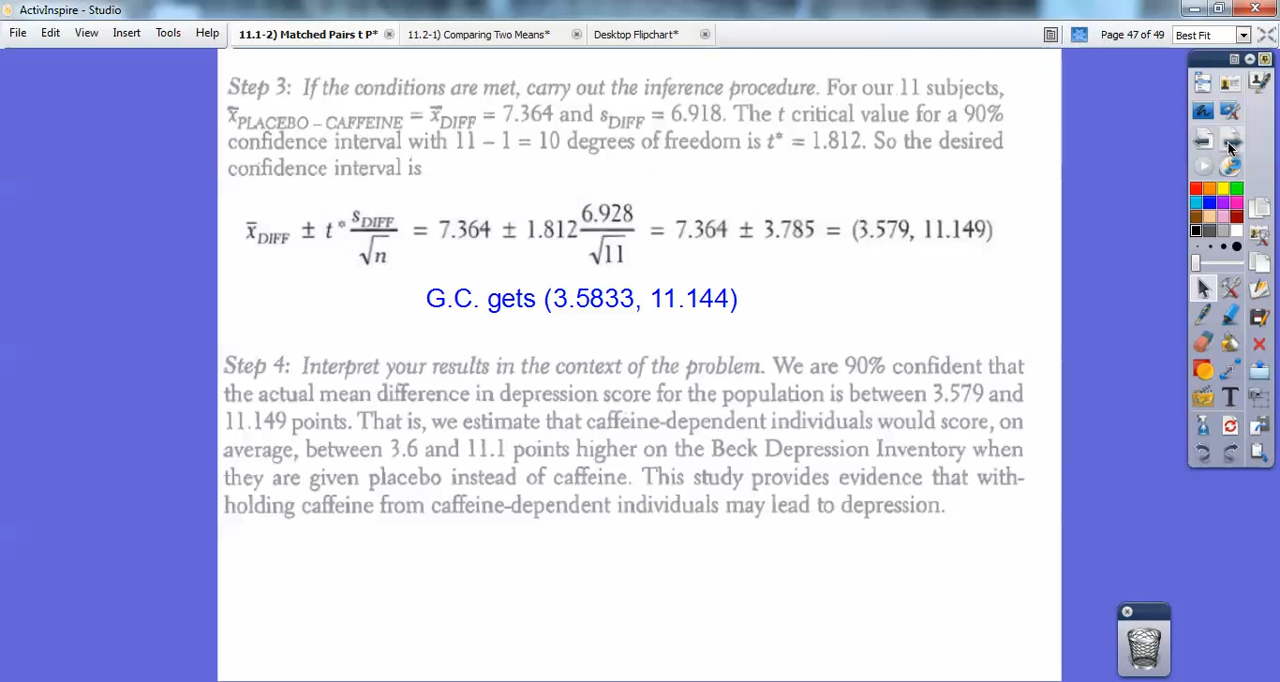 ActivInspire - Studio
File Edit View Insert Tools Help
11.1-2) Matched Pairs t P* 11.2-1) Comparing Two Means* Desktop Flipchart* Page 47 of 49 Best Fit
Step 3: If the conditions are met, carry out the inference procedure. For our 11 subjects,
x̄PLACEBO – CAFFEINE = x̄DIFF = 7.364 and sDIFF = 6.918. The t critical value for a 90%
confidence interval with 11 – 1 = 10 degrees of freedom is t* = 1.812. So the desired
confidence interval is
x̄DIFF ± t* sDIFF/√n = 7.364 ± 1.812 6.928/√11 = 7.364 ± 3.785 = (3.579, 11.149)
G.C. gets (3.5833, 11.144)
Step 4: Interpret your results in the context of the problem. We are 90% confident that
the actual mean difference in depression score for the population is between 3.579 and
11.149 points. That is, we estimate that caffeine-dependent individuals would score, on
average, between 3.6 and 11.1 points higher on the Beck Depression Inventory when
they are given placebo instead of caffeine. This study provides evidence that with-
holding caffeine from caffeine-dependent individuals may lead to depression.